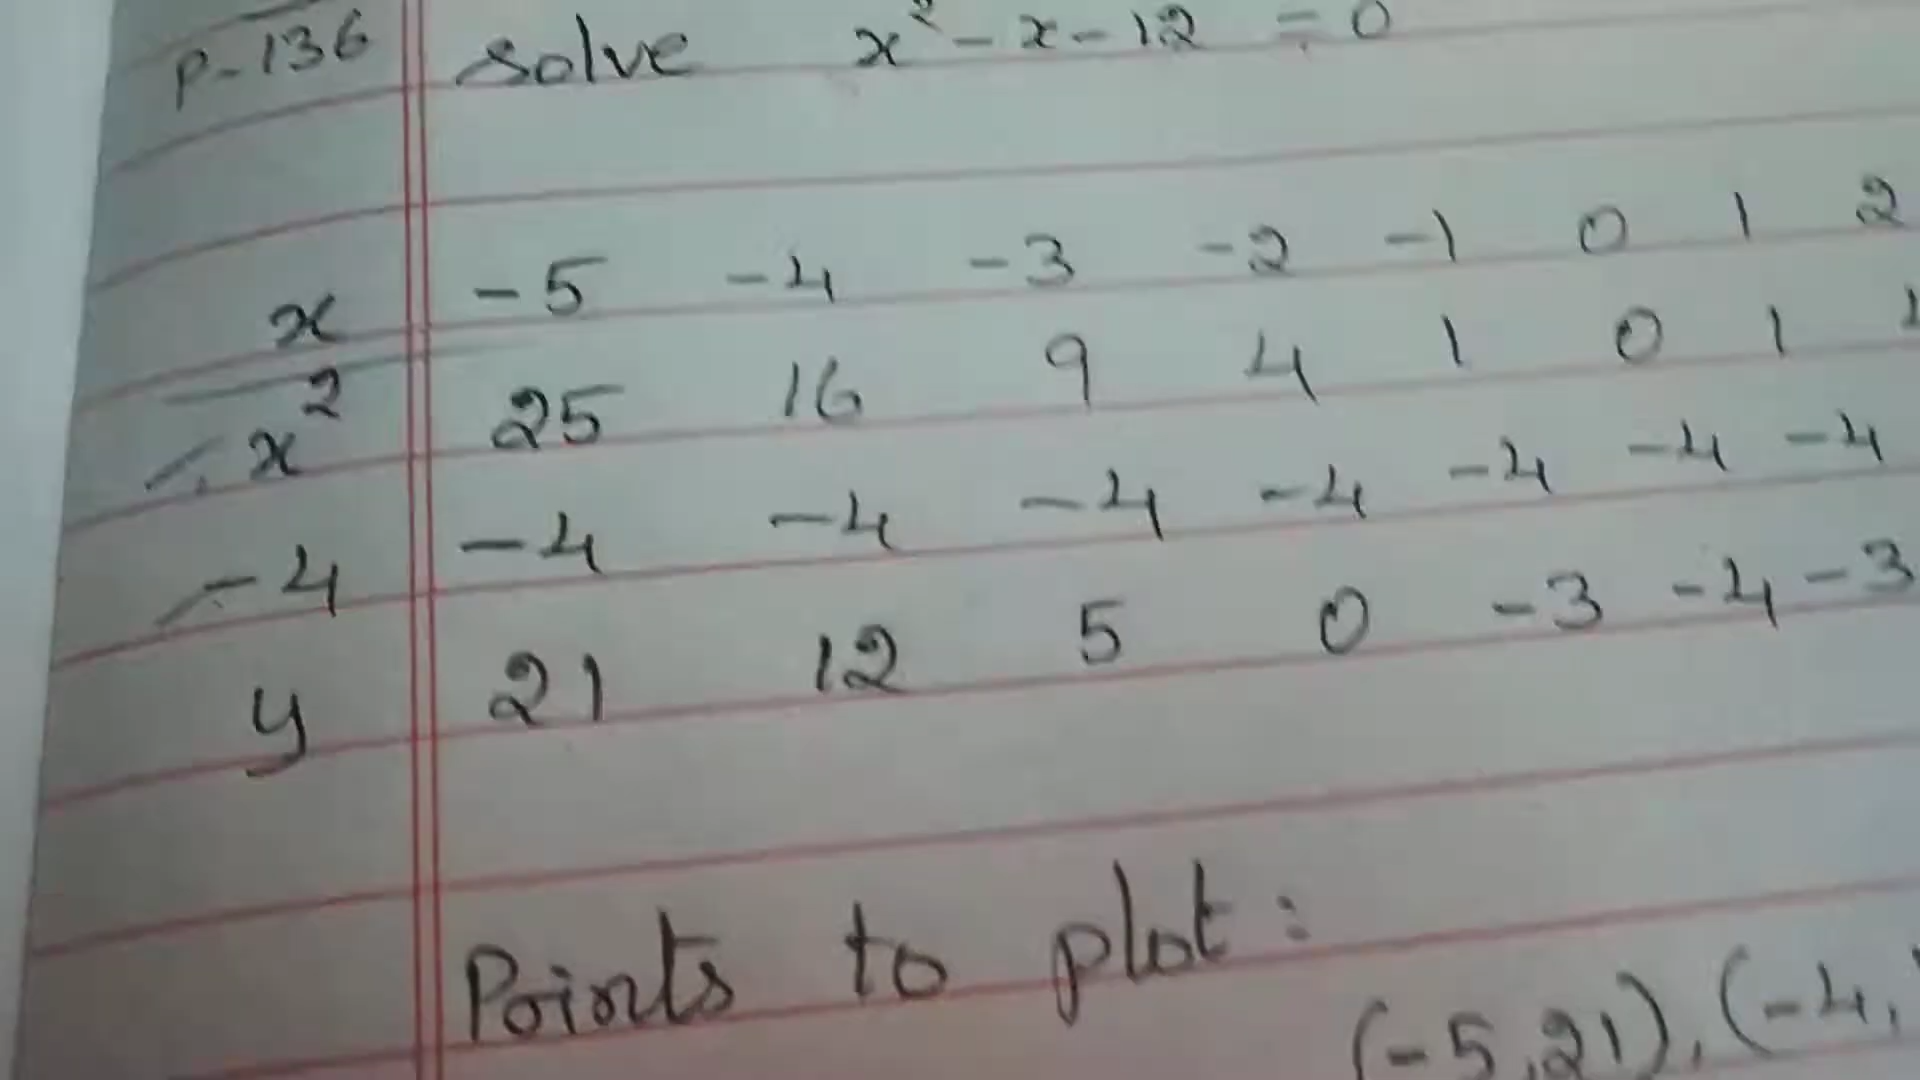 P-136 solve x² - x - 12 = 0
x -5 -4 -3 -2 -1 0 1 2
x² 25 16 9 4 1 0 1
-4 -4 -4 -4 -4 -4 -4 -4
y 21 12 5 0 -3 -4 -3
Points to plot:
(-5,21), (-4,